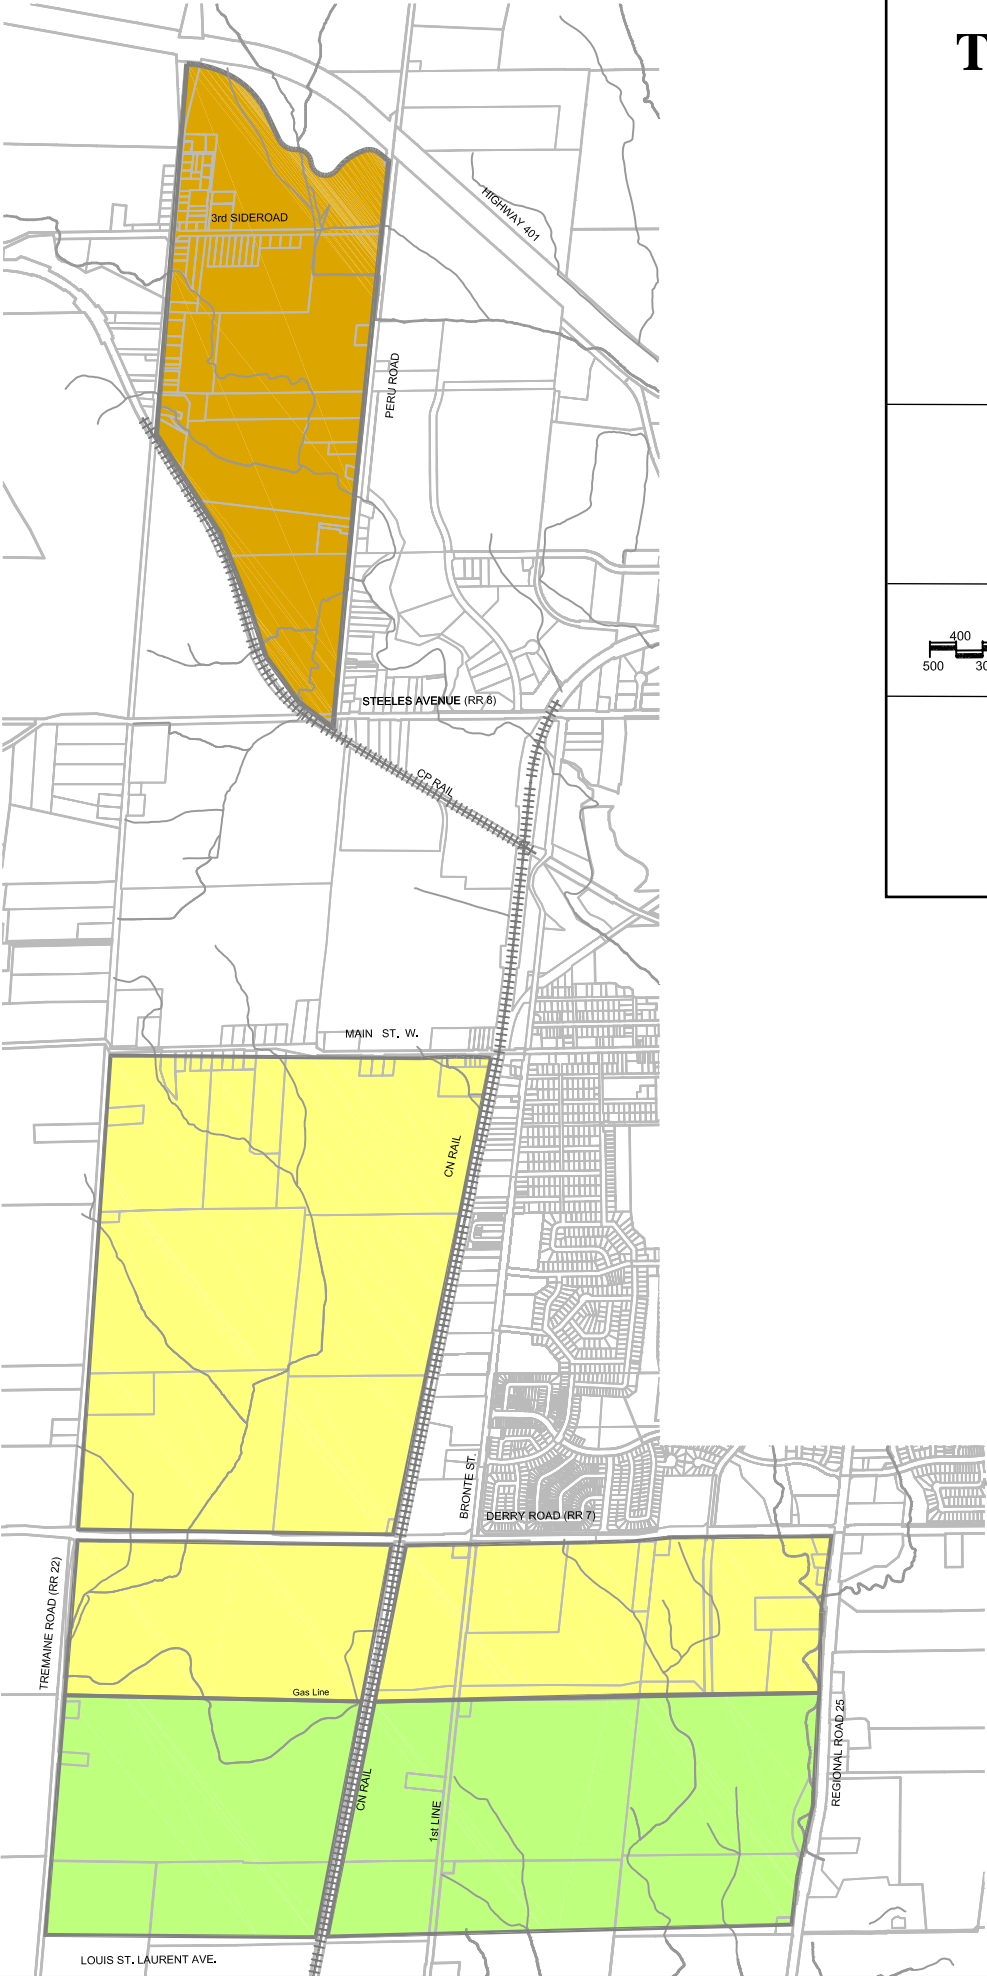 T
HIGHWAY 401
3rd SIDEROAD
PERU ROAD
400
500
30
STEELES AVENUE (RR 8)
CP RAIL
MAIN ST. W.
CN RAIL
BRONTE ST.
DERRY ROAD (RR 7)
TREMAINE ROAD (RR 22)
Gas Line
REGIONAL ROAD 25
CN RAIL
1st LINE
LOUIS ST. LAURENT AVE.